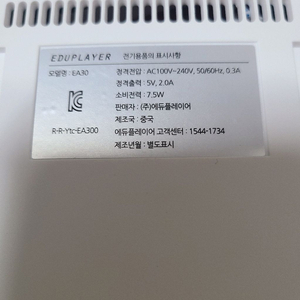 EDUPLAYER 전기용품의 표시사항
모델명 : EA30
정격전압 : AC100V~240V, 50/60Hz, 0.3A
정격출력 : 5V, 2.0A
소비전력 : 7.5W
판매자 : (주)에듀플레이어
제조국 : 중국
R-R-Ytc-EA300
에듀플레이어 고객센터 : 1544-1734
제조년월 : 별도표시